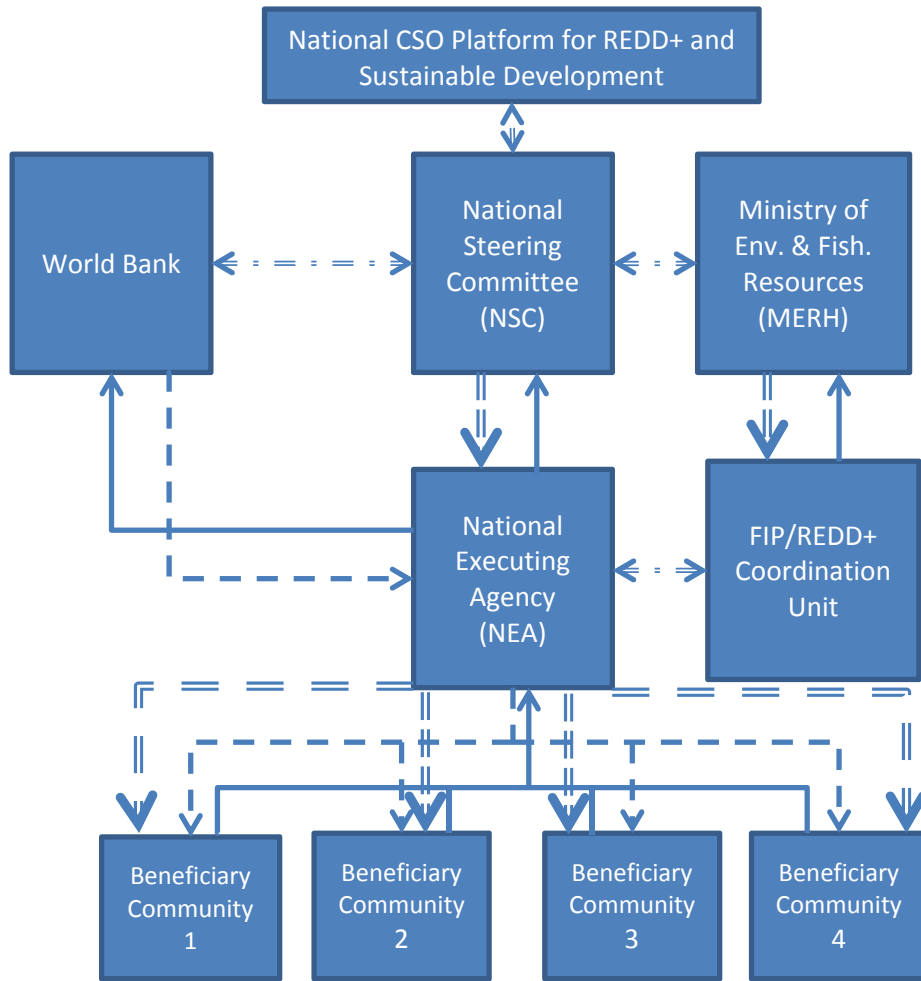 National CSO Platform for REDD+ and
Sustainable Development
World Bank
National
Steering
Committee
(NSC)
Ministry of
Env. & Fish.
Resources
(MERH)
National
Executing
Agency
(NEA)
FIP/REDD+
Coordination
Unit
Beneficiary
Community
1
Beneficiary
Community
2
Beneficiary
Community
3
Beneficiary
Community
4